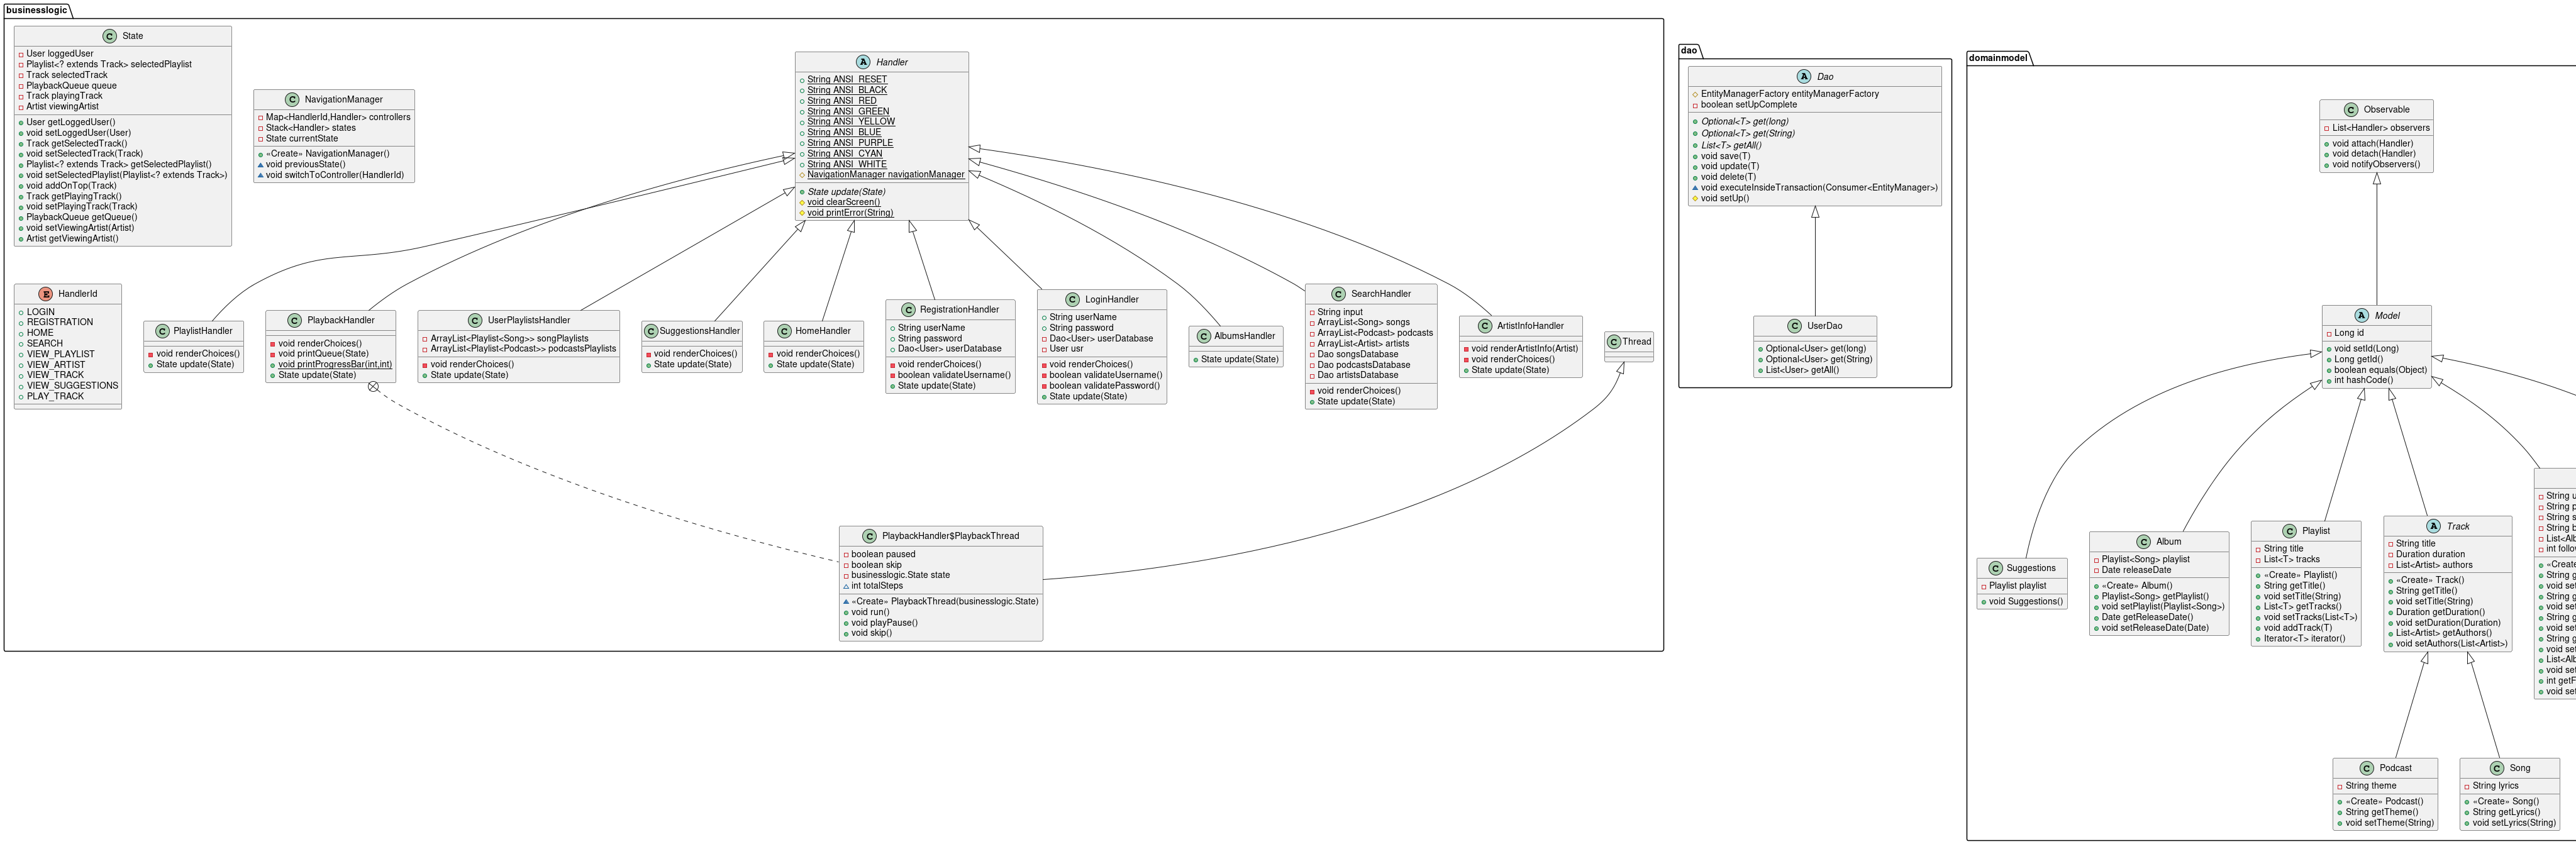 businesslogic
C State
User loggedUser
Playlist<? extends Track> selectedPlaylist
Track selectedTrack
PlaybackQueue queue
Track playingTrack
Artist viewingArtist
User getLoggedUser()
void setLoggedUser(User)
Track getSelectedTrack()
void setSelectedTrack(Track)
Playlist<? extends Track> getSelectedPlaylist()
void setSelectedPlaylist(Playlist<? extends Track>)
void addOnTop(Track)
Track getPlayingTrack()
void setPlayingTrack(Track)
PlaybackQueue getQueue()
void setViewingArtist(Artist)
Artist getViewingArtist()
C NavigationManager
Map<HandlerId,Handler> controllers
Stack<Handler> states
State currentState
«Create» NavigationManager()
void previousState()
void switchToController(HandlerId)
A Handler
String ANSI_RESET
String ANSI_BLACK
String ANSI_RED
String ANSI_GREEN
String ANSI_YELLOW
String ANSI_BLUE
String ANSI_PURPLE
String ANSI_CYAN
String ANSI_WHITE
NavigationManager navigationManager
State update(State)
void clearScreen()
void printError(String)
E HandlerId
LOGIN
REGISTRATION
HOME
SEARCH
VIEW_PLAYLIST
VIEW_ARTIST
VIEW_TRACK
VIEW_SUGGESTIONS
PLAY_TRACK
C PlaylistHandler
void renderChoices()
State update(State)
C PlaybackHandler
void renderChoices()
void printQueue(State)
void printProgressBar(int,int)
State update(State)
C UserPlaylistsHandler
ArrayList<Playlist<Song>> songPlaylists
ArrayList<Playlist<Podcast>> podcastsPlaylists
void renderChoices()
State update(State)
C SuggestionsHandler
void renderChoices()
State update(State)
C HomeHandler
void renderChoices()
State update(State)
C RegistrationHandler
String userName
String password
Dao<User> userDatabase
void renderChoices()
boolean validateUsername()
State update(State)
C LoginHandler
String userName
String password
Dao<User> userDatabase
User usr
void renderChoices()
boolean validateUsername()
boolean validatePassword()
State update(State)
C AlbumsHandler
State update(State)
C SearchHandler
String input
ArrayList<Song> songs
ArrayList<Podcast> podcasts
ArrayList<Artist> artists
Dao songsDatabase
Dao podcastsDatabase
Dao artistsDatabase
void renderChoices()
State update(State)
C ArtistInfoHandler
void renderArtistInfo(Artist)
void renderChoices()
State update(State)
C Thread
C PlaybackHandler$PlaybackThread
boolean paused
boolean skip
businesslogic.State state
int totalSteps
«Create» PlaybackThread(businesslogic.State)
void run()
void playPause()
void skip()
dao
A Dao
EntityManagerFactory entityManagerFactory
boolean setUpComplete
Optional<T> get(long)
Optional<T> get(String)
List<T> getAll()
void save(T)
void update(T)
void delete(T)
void executeInsideTransaction(Consumer<EntityManager>)
void setUp()
C UserDao
Optional<User> get(long)
Optional<User> get(String)
List<User> getAll()
domainmodel
C Observable
List<Handler> observers
void attach(Handler)
void detach(Handler)
void notifyObservers()
A Model
Long id
void setId(Long)
Long getId()
boolean equals(Object)
int hashCode()
C Suggestions
Playlist playlist
void Suggestions()
C Album
Playlist<Song> playlist
Date releaseDate
«Create» Album()
Playlist<Song> getPlaylist()
void setPlaylist(Playlist<Song>)
Date getReleaseDate()
void setReleaseDate(Date)
C Playlist
String title
List<T> tracks
«Create» Playlist()
String getTitle()
void setTitle(String)
List<T> getTracks()
void setTracks(List<T>)
void addTrack(T)
Iterator<T> iterator()
A Track
String title
Duration duration
List<Artist> authors
«Create» Track()
String getTitle()
void setTitle(String)
Duration getDuration()
void setDuration(Duration)
List<Artist> getAuthors()
void setAuthors(List<Artist>)
String
String
String
String
int
«Create
String
void
String
void
String
void
String
void
void
int
void
C Podcast
String theme
«Create» Podcast()
String getTheme()
void setTheme(String)
C Song
String lyrics
«Create» Song()
String getLyrics()
void setLyrics(String)